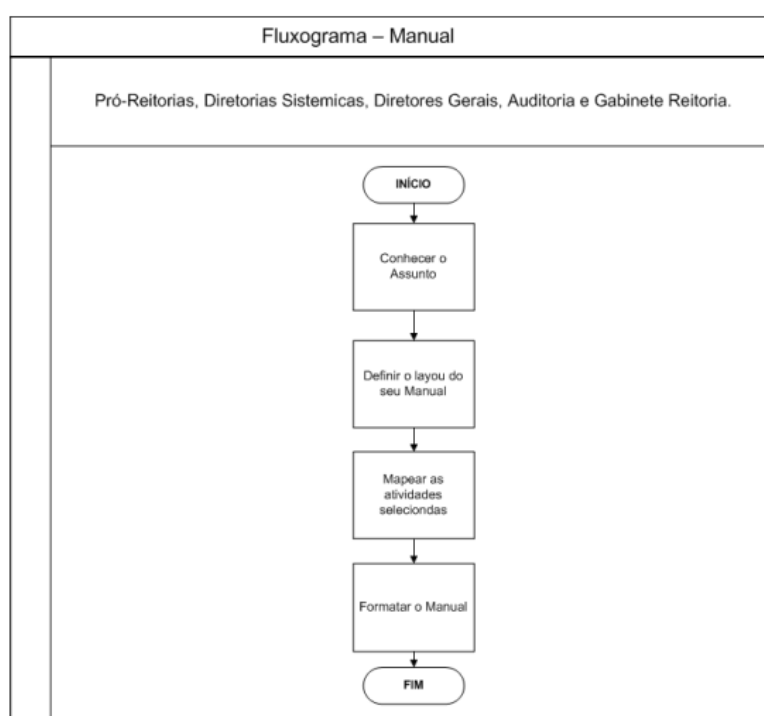 Fluxograma – Manual
Pró-Reitorias, Diretorias Sistemicas, Diretores Gerais, Auditoria e Gabinete Reitoria.
INÍCIO
Conhecer o
Assunto
Definir o layou do
seu Manual
Mapear as
atividades
seleciondas
Formatar o Manual
FIM